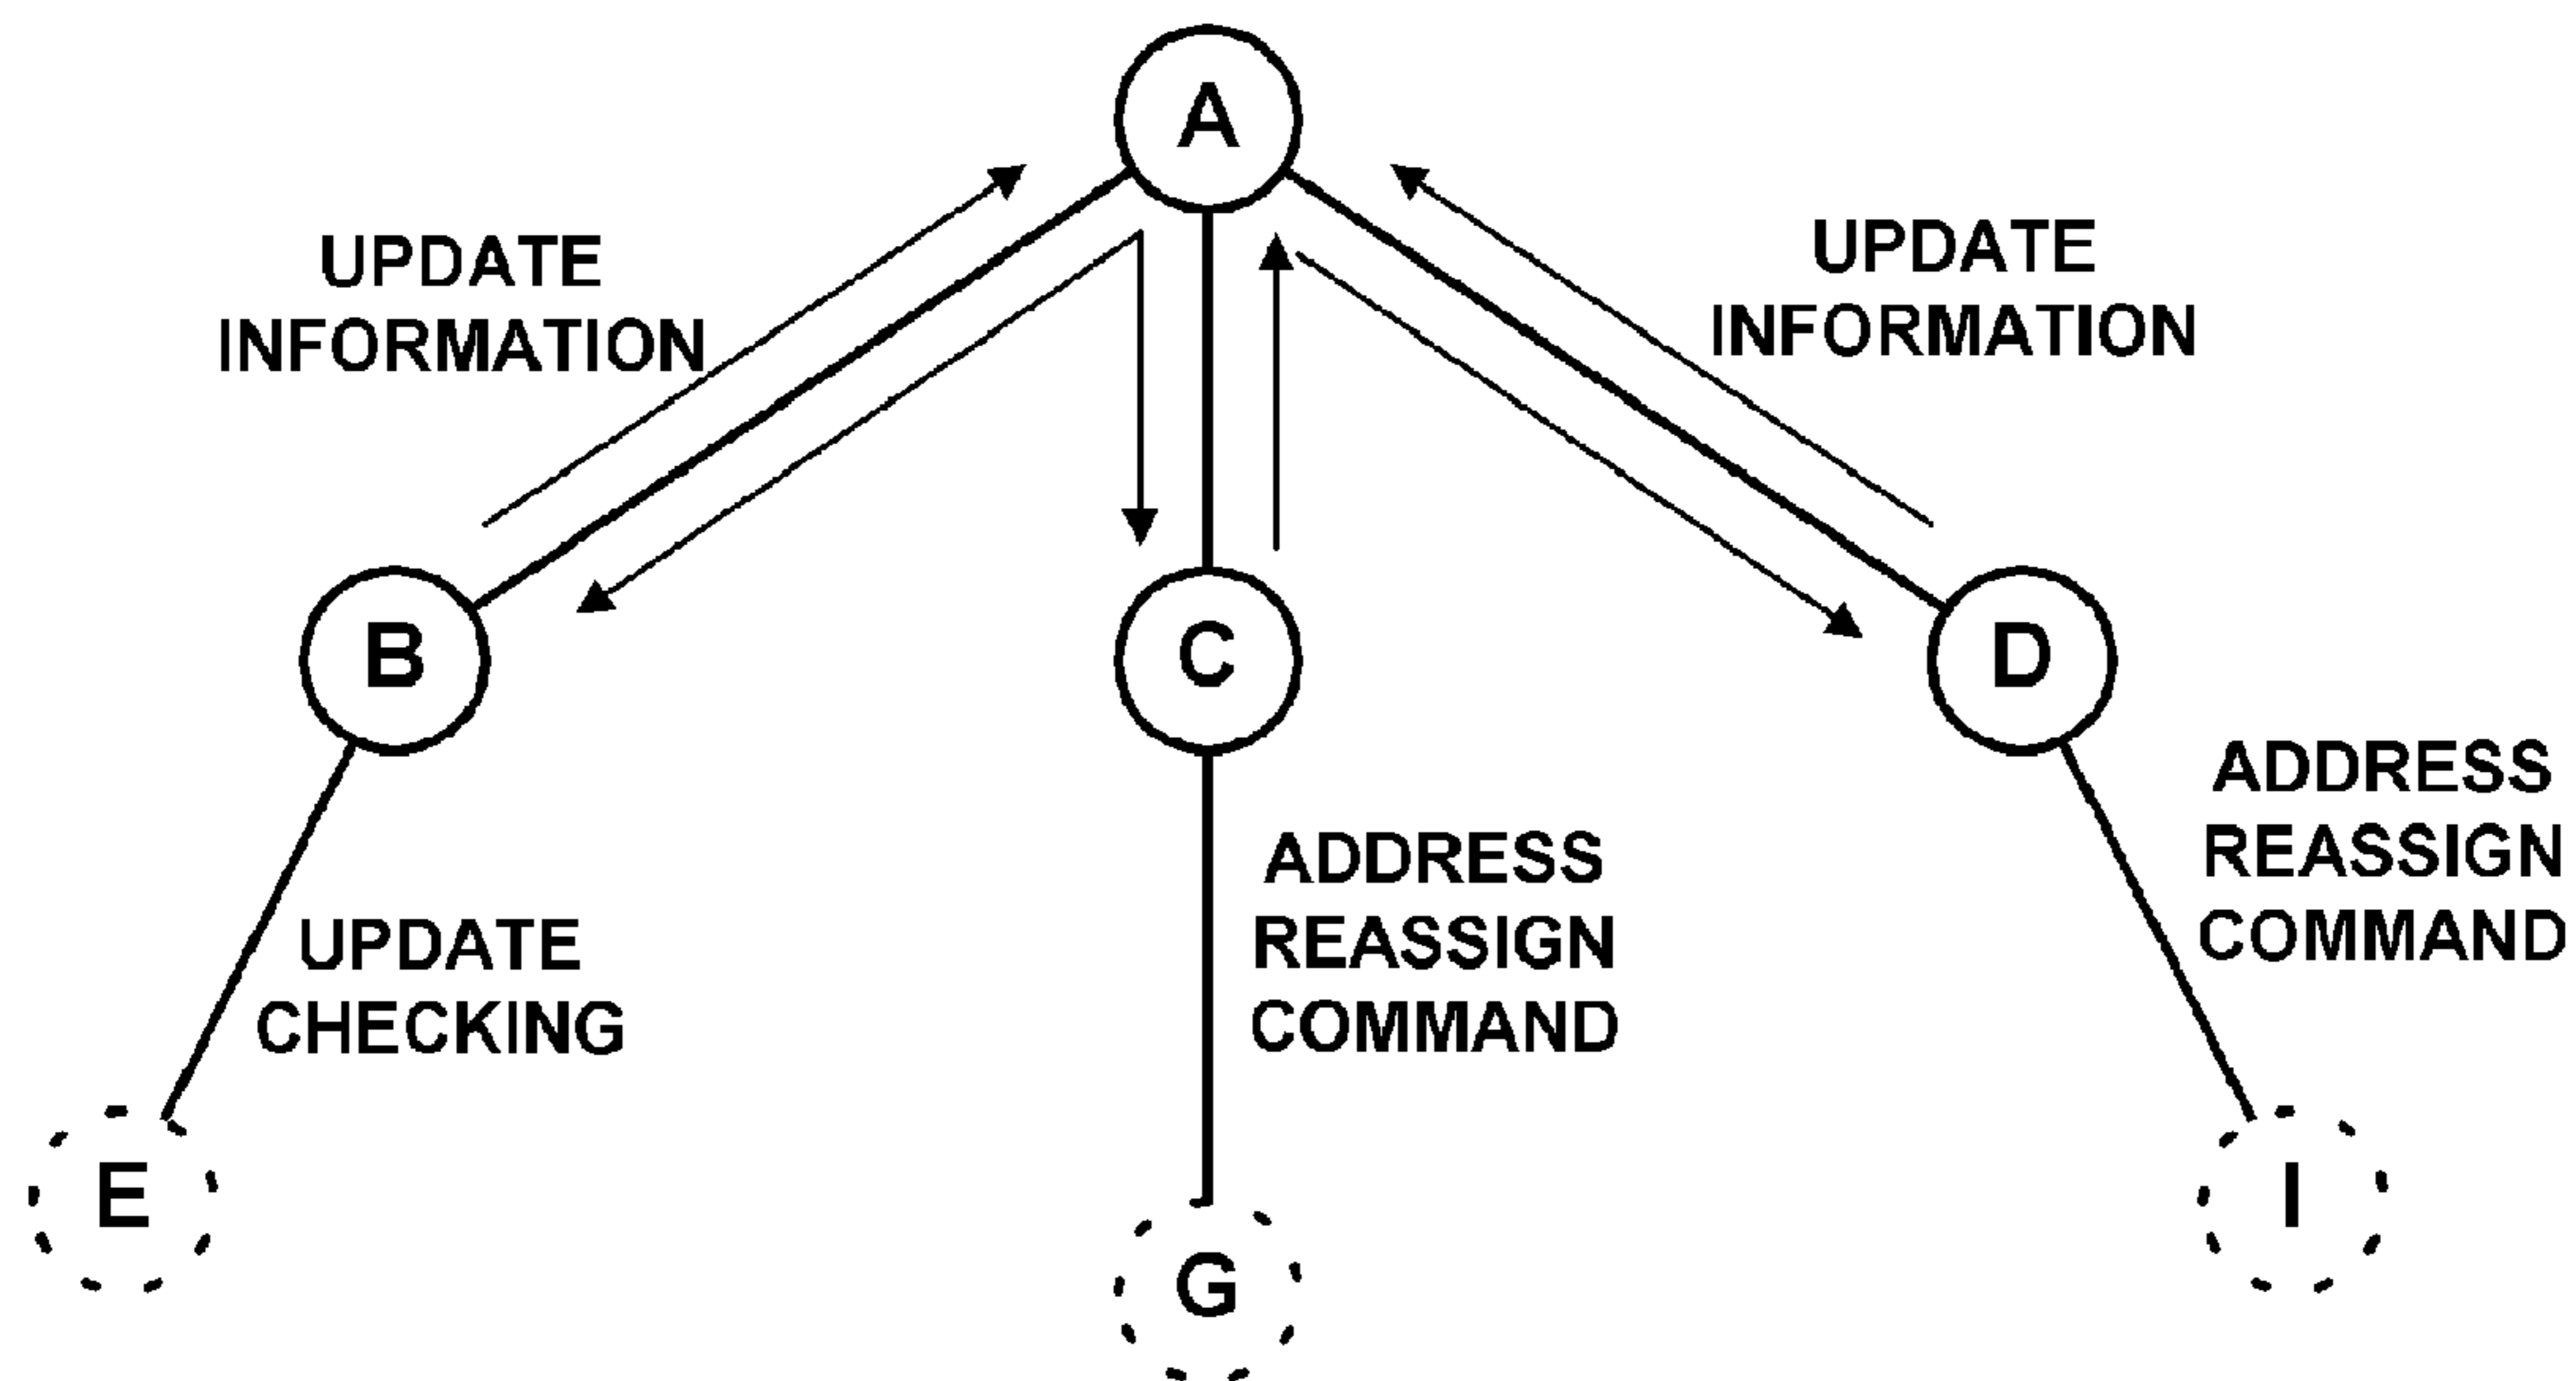 A
UPDATE
INFORMATION
UPDATE
INFORMATION
B
C
D
UPDATE
CHECKING
ADDRESS
REASSIGN
COMMAND
ADDRESS
REASSIGN
COMMAND
E
G
I